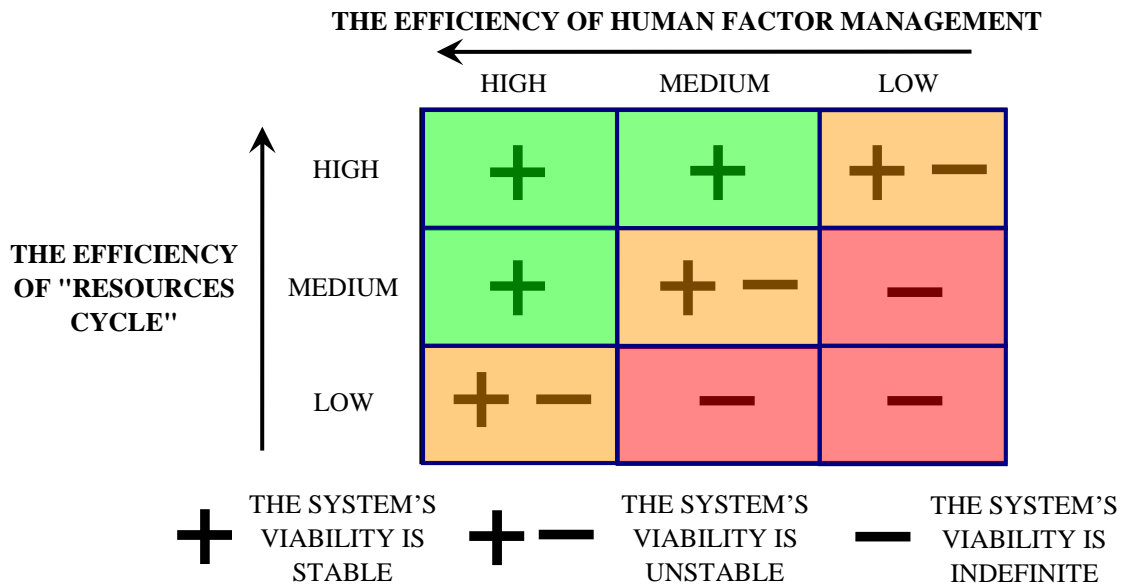 THE EFFICIENCY OF HUMAN FACTOR MANAGEMENT
HIGH MEDIUM LOW
HIGH + + + −
THE EFFICIENCY
OF "RESOURCES
CYCLE"
MEDIUM + + − −
LOW + − − −
+ THE SYSTEM’S
VIABILITY IS
STABLE
+ − THE SYSTEM’S
VIABILITY IS
UNSTABLE
− THE SYSTEM’S
VIABILITY IS
INDEFINITE